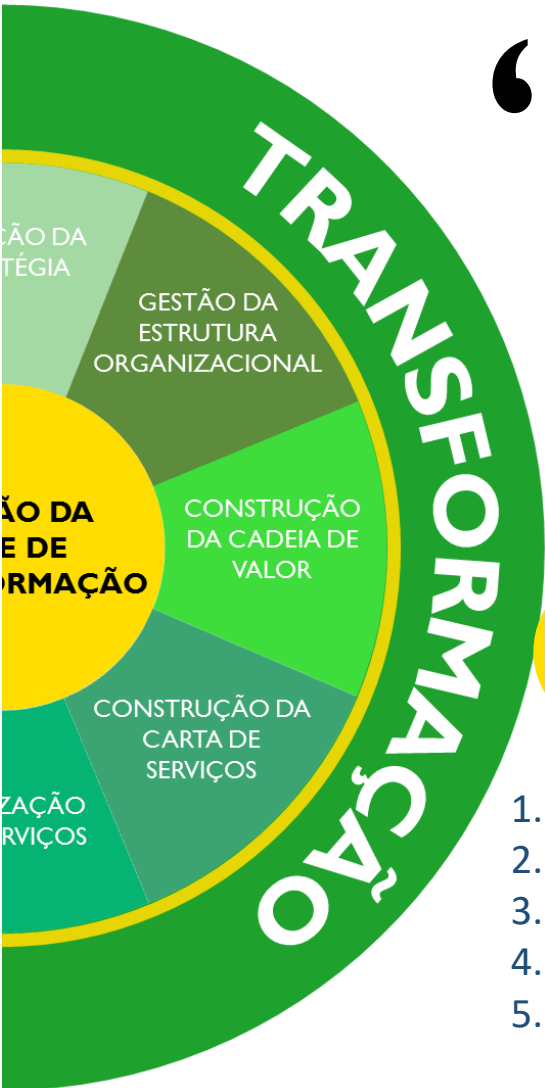 ‘
TRANSFORMAÇÃO
ÇÃO DA
TÉGIA
GESTÃO DA
ESTRUTURA
ORGANIZACIONAL
ÃO DA
E DE
ORMAÇÃO
CONSTRUÇÃO
DA CADEIA DE
VALOR
CONSTRUÇÃO DA
CARTA DE
SERVIÇOS
ZAÇÃO
RVIÇOS
1.
2.
3.
4.
5.